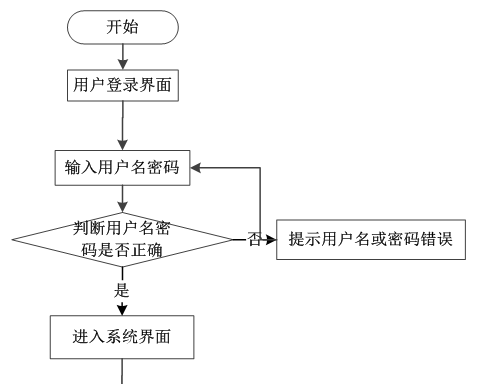 开始
用户登录界面
输入用户名密码
判断用户名密
码是否正确
否
提示用户名或密码错误
是
进入系统界面